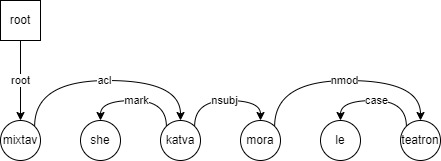 root
root
acl
mark
nsubj
nmod
case
mixtav
she
katva
mora
le
teatron